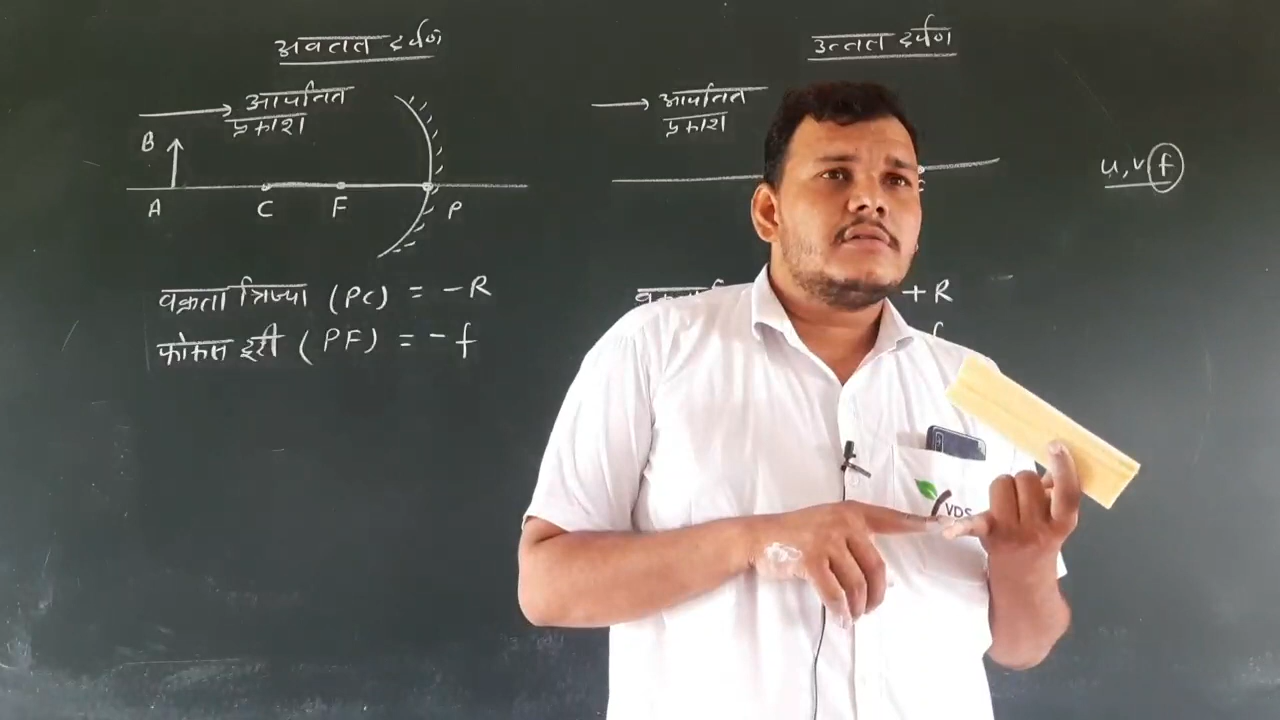 अवतल दर्पण
आपतित
प्रकाश
B
A C F P
वक्रता त्रिज्या (PC) = - R
फोकस दूरी (PF) = - f
उत्तल दर्पण
आपतित
प्रकाश
+ R
f
u, v f
VDS